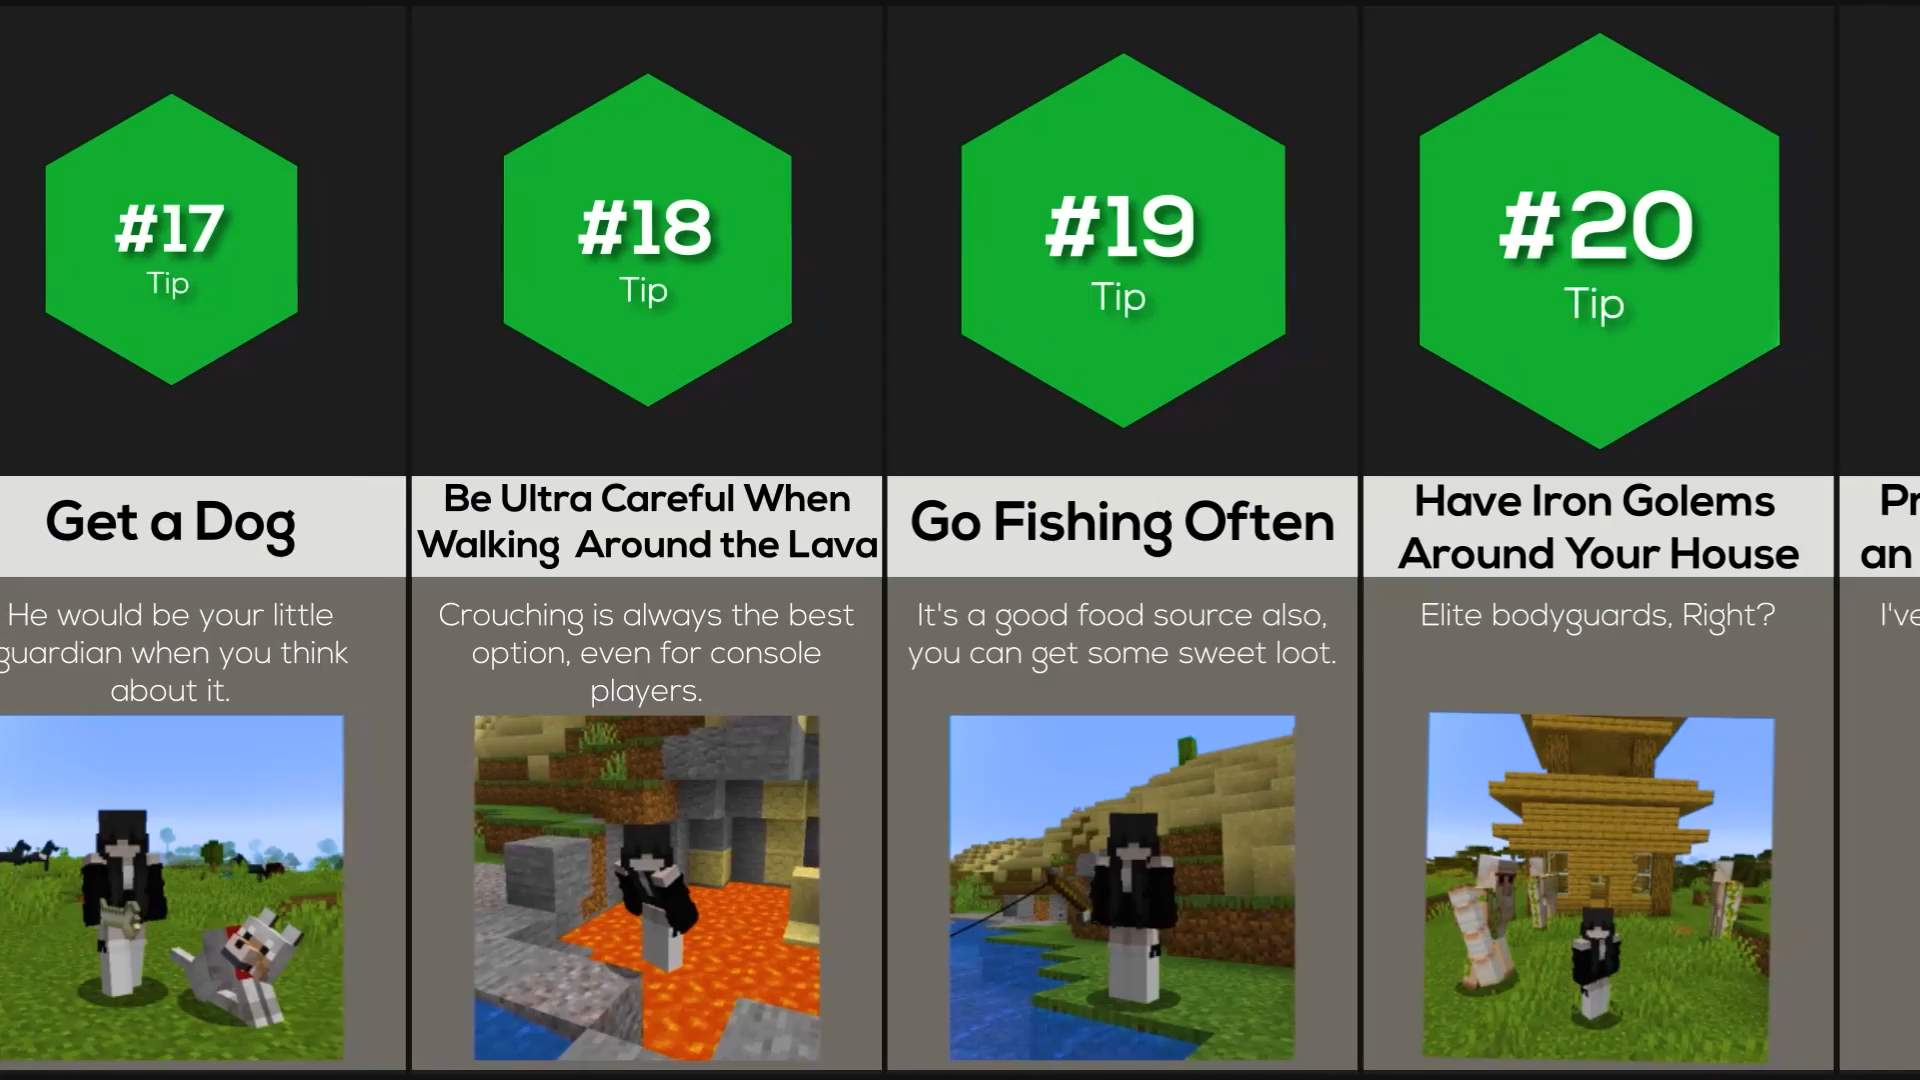 #17
Tip
Get a Dog
He would be your little
guardian when you think
about it.
#18
Tip
Be Ultra Careful When
Walking  Around the Lava
Crouching is always the best
option, even for console
players.
#19
Tip
Go Fishing Often
It's a good food source also,
you can get some sweet loot.
#20
Tip
Have Iron Golems
Around Your House
Elite bodyguards, Right?
an
I've